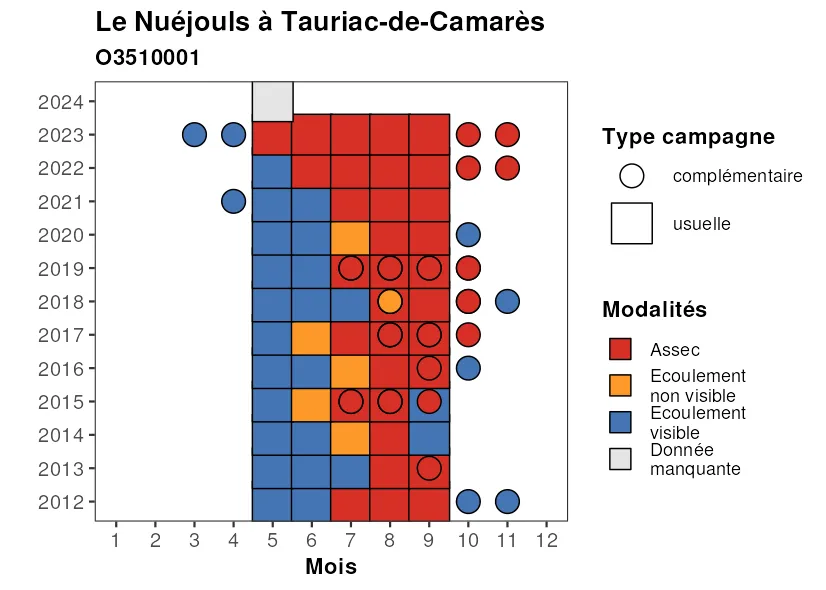 Le Nuéjouls à Tauriac-de-Camarès
O3510001
2024
2023
2022
2021
2020
2019
2018
2017
2016
2015
2014
2013
2012
1 2 3 4 5 6 7 8 9 10 11 12
Mois
Type campagne
complémentaire
usuelle
Modalités
Assec
Ecoulement
non visible
Ecoulement
visible
Donnée
manquante